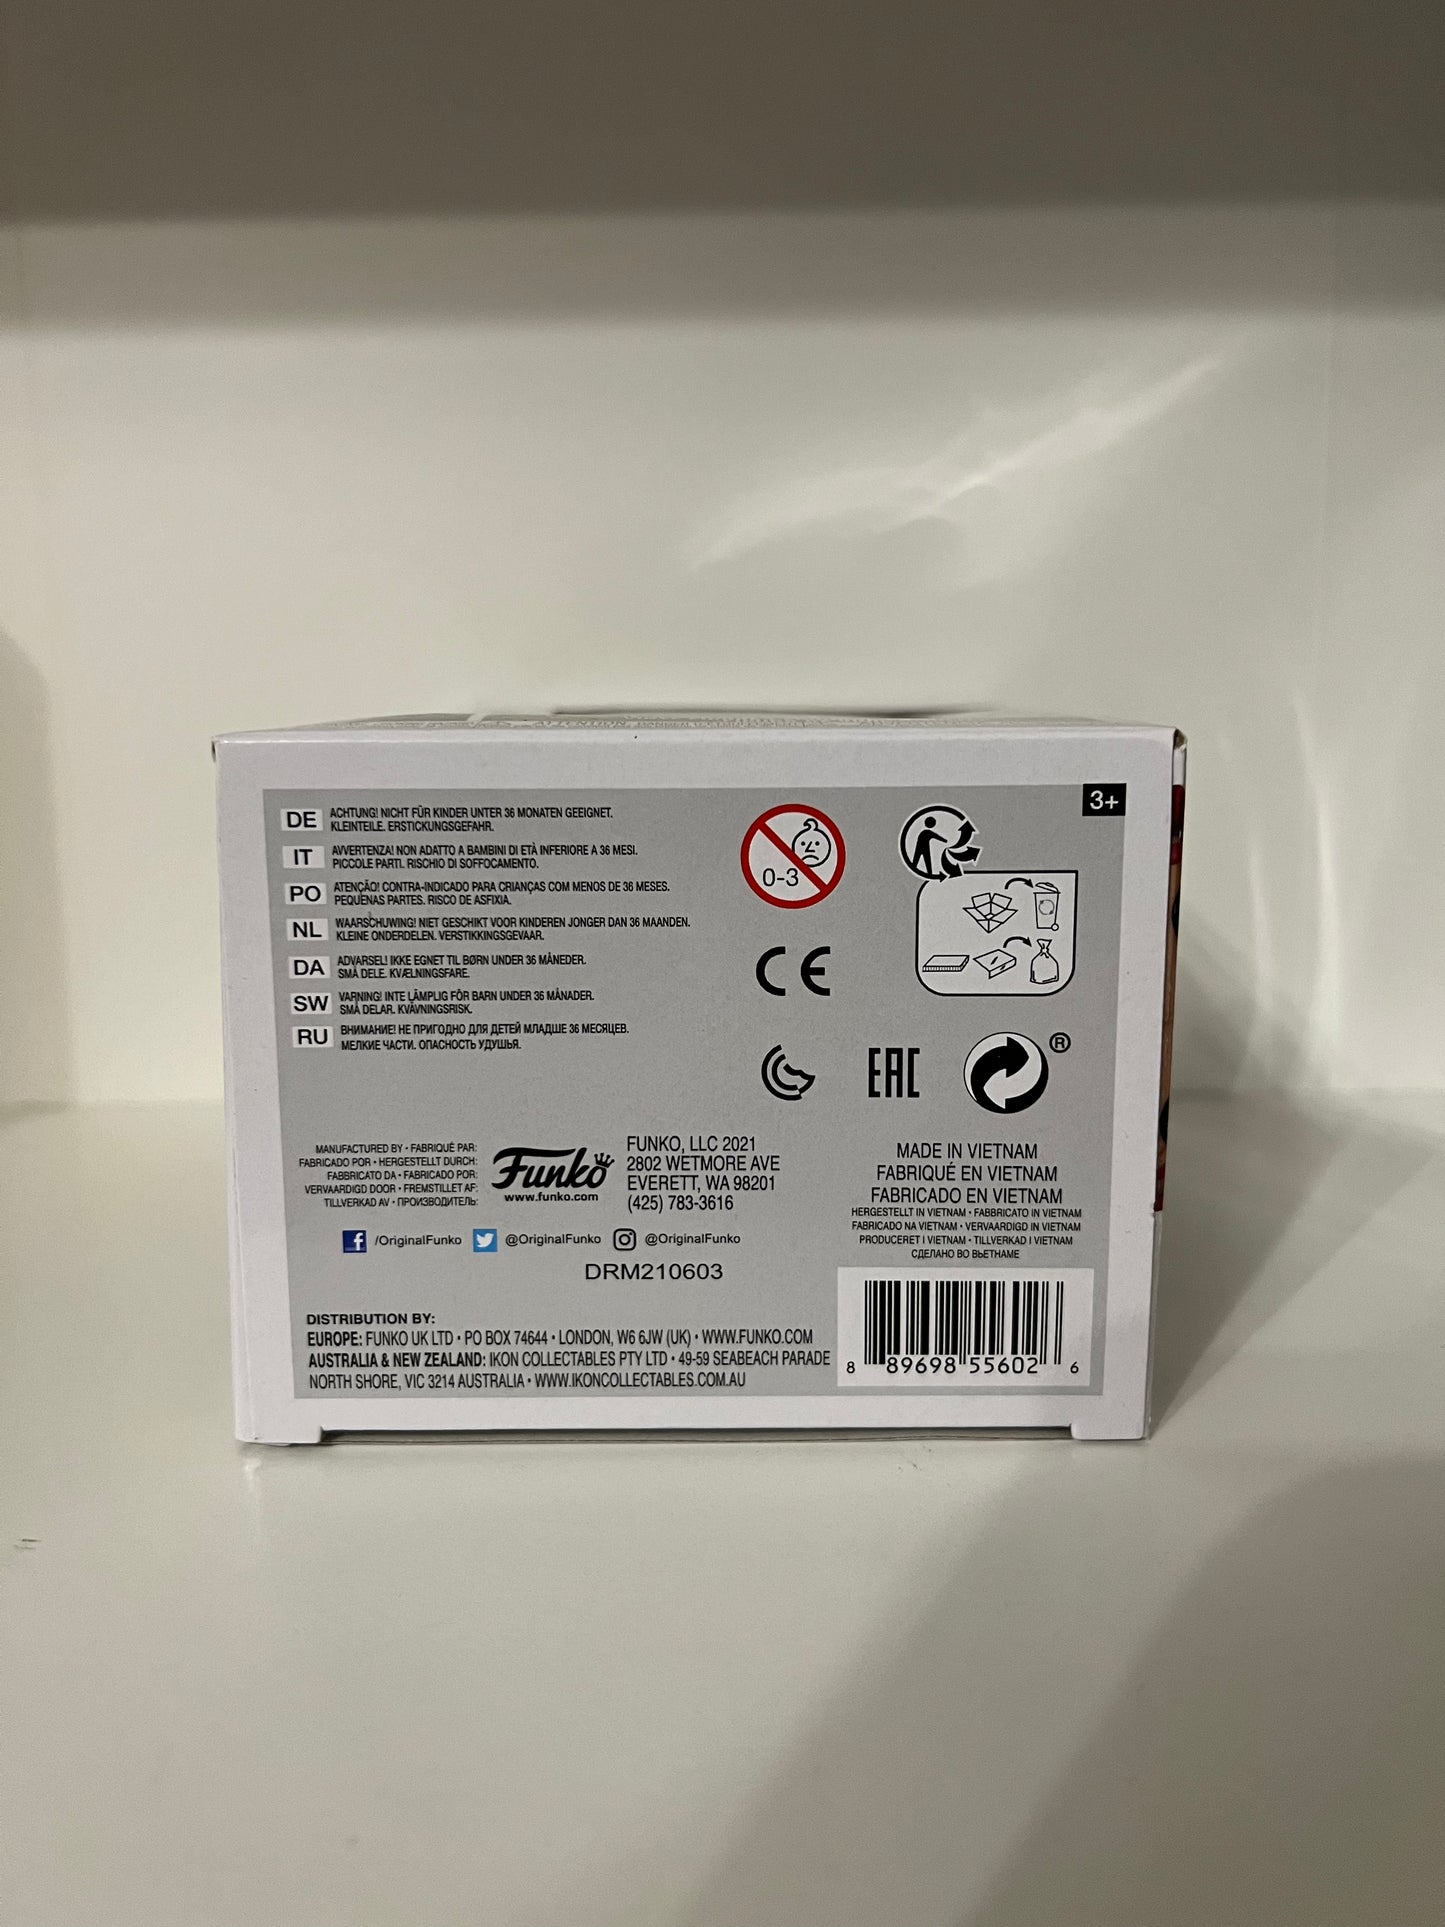 3+
DE ACHTUNG! NICHT FÜR KINDER UNTER 36 MONATEN GEEIGNET.
KLEINTEILE. ERSTICKUNGSGEFAHR.
IT AVVERTENZA! NON ADATTO A BAMBINI DI ETÀ INFERIORE A 36 MESI.
PICCOLE PARTI. RISCHIO DI SOFFOCAMENTO.
PO ATENÇÃO! CONTRA-INDICADO PARA CRIANÇAS COM MENOS DE 36 MESES.
PEQUENAS PARTES. RISCO DE ASFIXIA.
NL WAARSCHUWING! NIET GESCHIKT VOOR KINDEREN JONGER DAN 36 MAANDEN.
KLEINE ONDERDELEN. VERSTIKKINGSGEVAAR.
DA ADVARSEL! IKKE EGNET TIL BØRN UNDER 36 MÅNEDER.
SMÅ DELE. KVÆLNINGSFARE.
SW VARNING! INTE LÄMPLIG FÖR BARN UNDER 36 MÅNADER.
SMÅ DELAR. KVÄVNINGSRISK.
RU ВНИМАНИЕ! НЕ ПРИГОДНО ДЛЯ ДЕТЕЙ МЛАДШЕ 36 МЕСЯЦЕВ.
МЕЛКИЕ ЧАСТИ. ОПАСНОСТЬ УДУШЬЯ.
0-3
CE
EAC
®
MANUFACTURED BY • FABRIQUÉ PAR:
FABRICADO POR • HERGESTELLT DURCH:
FABBRICATO DA • FABRICADO POR:
VERVAARDIGD DOOR • FREMSTILLET AF:
TILLVERKAD AV • ПРОИЗВОДИТЕЛЬ:
Funko
www.funko.com
FUNKO, LLC 2021
2802 WETMORE AVE
EVERETT, WA 98201
(425) 783-3616
MADE IN VIETNAM
FABRIQUÉ EN VIETNAM
FABRICADO EN VIETNAM
HERGESTELLT IN VIETNAM • FABBRICATO IN VIETNAM
FABRICADO NA VIETNAM • VERVAARDIGD IN VIETNAM
PRODUCERET I VIETNAM • TILLVERKAD I VIETNAM
СДЕЛАНО ВО ВЬЕТНАМЕ
/OriginalFunko @OriginalFunko @OriginalFunko
DRM210603
DISTRIBUTION BY:
EUROPE: FUNKO UK LTD • PO BOX 74644 • LONDON, W6 6JW (UK) • WWW.FUNKO.COM
AUSTRALIA & NEW ZEALAND: IKON COLLECTABLES PTY LTD • 49-59 SEABEACH PARADE
NORTH SHORE, VIC 3214 AUSTRALIA • WWW.IKONCOLLECTABLES.COM.AU
8 89698 55602 6